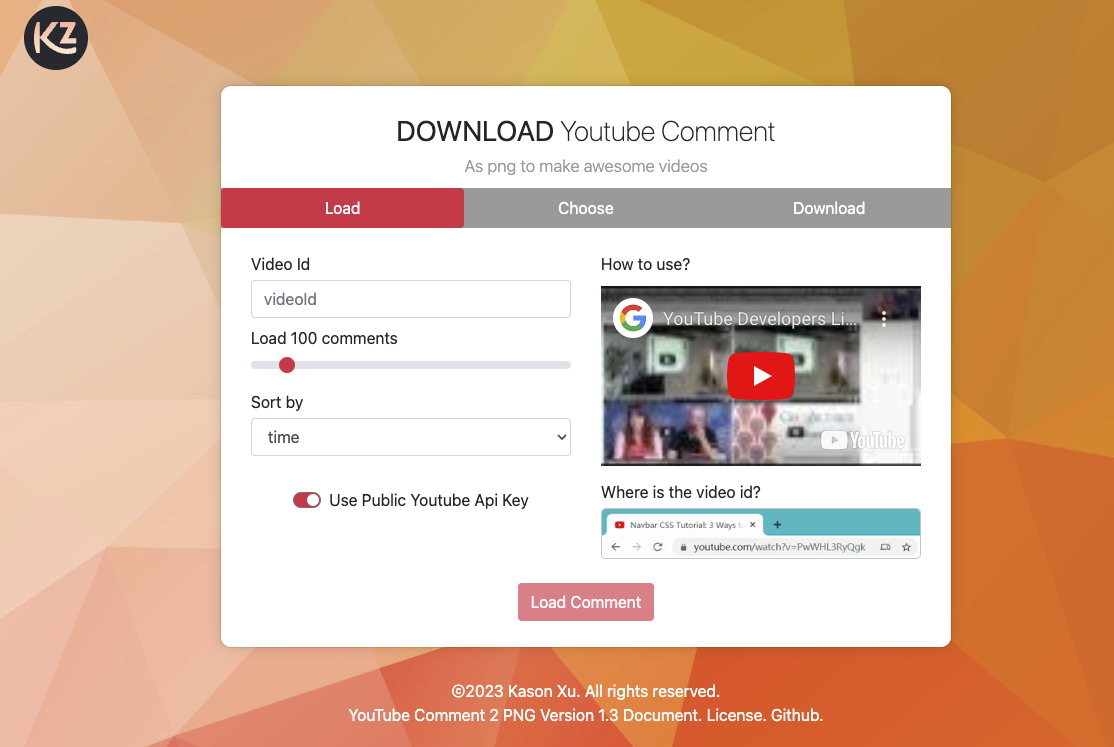 KZ
DOWNLOAD Youtube Comment
As png to make awesome videos
Load
Choose
Download
Video Id
videoId
Load 100 comments
Sort by
time
Use Public Youtube Api Key
How to use?
YouTube Developers Li...
YouTube
Where is the video id?
Navbar CSS Tutorial: 3 Ways t
youtube.com/watch?v=PwWHL3RyQgk
Load Comment
©2023 Kason Xu. All rights reserved.
YouTube Comment 2 PNG Version 1.3 Document. License. Github.